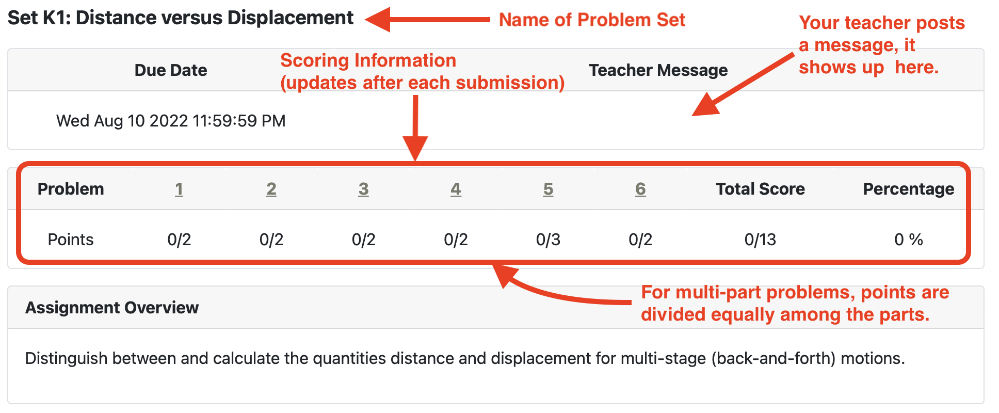 Set K1: Distance versus Displacement
Name of Problem Set
Your teacher posts
a message, it
shows up  here.
Due Date
Scoring Information
(updates after each submission)
Teacher Message
Wed Aug 10 2022 11:59:59 PM
Problem 1 2 3 4 5 6 Total Score Percentage
Points 0/2 0/2 0/2 0/2 0/3 0/2 0/13 0 %
For multi-part problems, points are
divided equally among the parts.
Assignment Overview
Distinguish between and calculate the quantities distance and displacement for multi-stage (back-and-forth) motions.